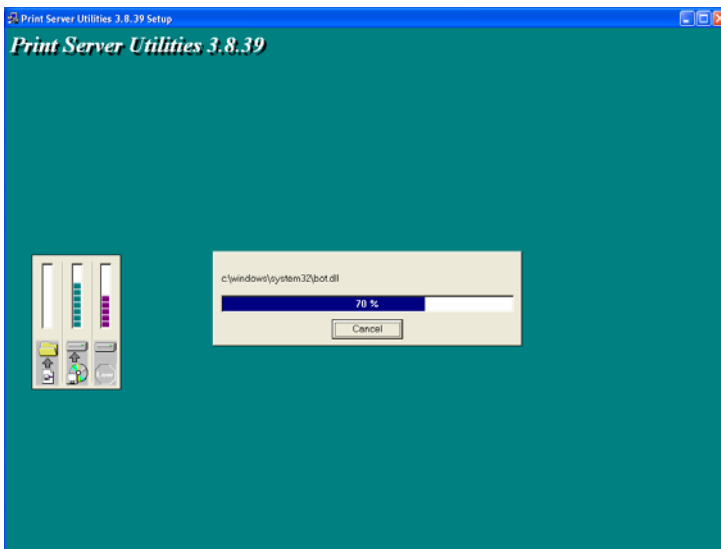 Print Server Utilities 3.8.39 Setup
Print Server Utilities 3.8.39
c:\windows\system32\bot.dll
70 %
Cancel